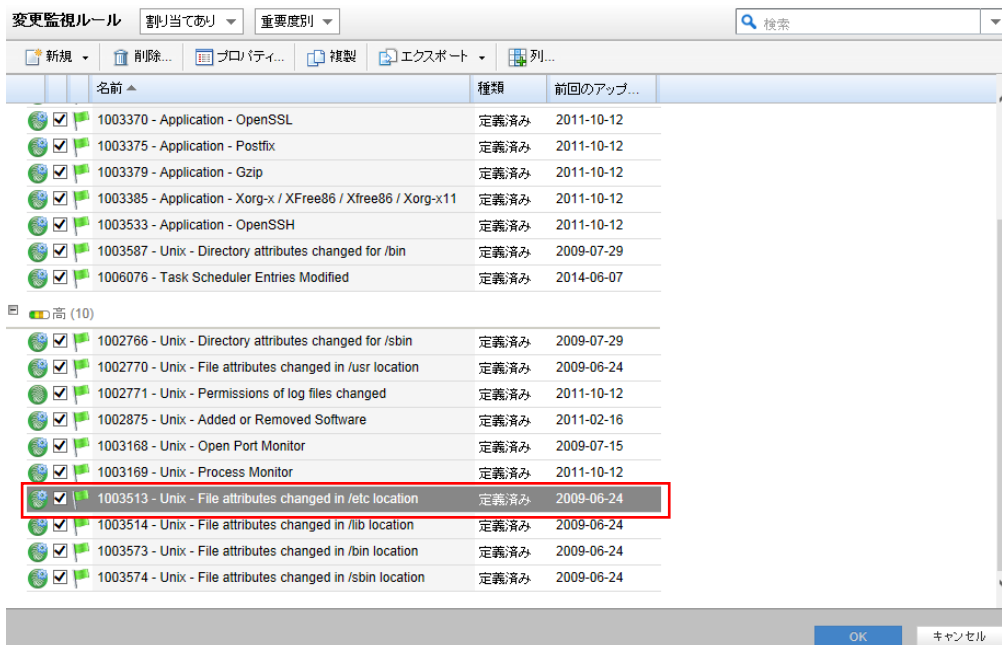 変更監視ルール 割り当てあり 重要度別 検索
新規 削除... プロパティ... 複製 エクスポート 列...
名前 種類 前回のアップ...
1003370 - Application - OpenSSL 定義済み 2011-10-12
1003375 - Application - Postfix 定義済み 2011-10-12
1003379 - Application - Gzip 定義済み 2011-10-12
1003385 - Application - Xorg-x / XFree86 / Xfree86 / Xorg-x11 定義済み 2011-10-12
1003533 - Application - OpenSSH 定義済み 2011-10-12
1003587 - Unix - Directory attributes changed for /bin 定義済み 2009-07-29
1006076 - Task Scheduler Entries Modified 定義済み 2014-06-07
高 (10)
1002766 - Unix - Directory attributes changed for /sbin 定義済み 2009-07-29
1002770 - Unix - File attributes changed in /usr location 定義済み 2009-06-24
1002771 - Unix - Permissions of log files changed 定義済み 2011-10-12
1002875 - Unix - Added or Removed Software 定義済み 2011-02-16
1003168 - Unix - Open Port Monitor 定義済み 2009-07-15
1003169 - Unix - Process Monitor 定義済み 2011-10-12
1003513 - Unix - File attributes changed in /etc location 定義済み 2009-06-24
1003514 - Unix - File attributes changed in /lib location 定義済み 2009-06-24
1003573 - Unix - File attributes changed in /bin location 定義済み 2009-06-24
1003574 - Unix - File attributes changed in /sbin location 定義済み 2009-06-24
OK キャンセル